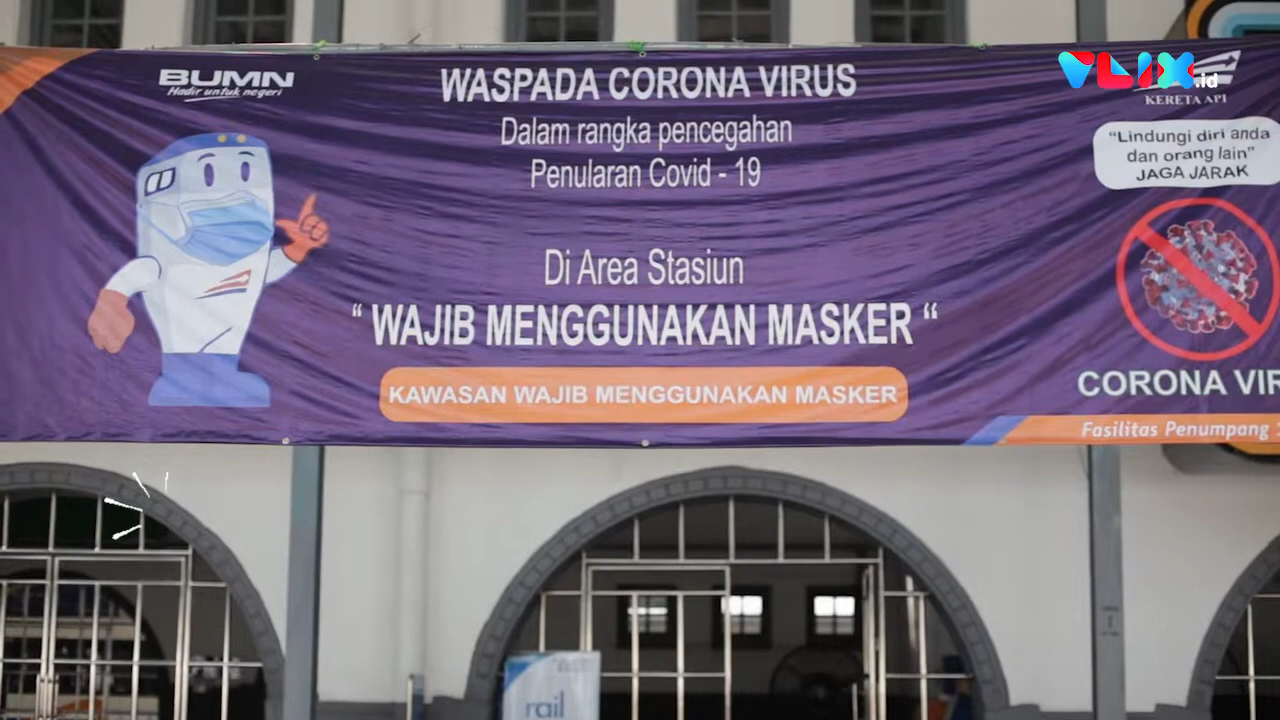 BUMN
Hadir untuk negeri
WASPADA CORONA VIRUS
Dalam rangka pencegahan
Penularan Covid - 19
Di Area Stasiun
“ WAJIB MENGGUNAKAN MASKER “
KAWASAN WAJIB MENGGUNAKAN MASKER
VLIX.id
KERETA API
“Lindungi diri anda
dan orang lain”
JAGA JARAK
CORONA VIR
Fasilitas Penumpang
rail